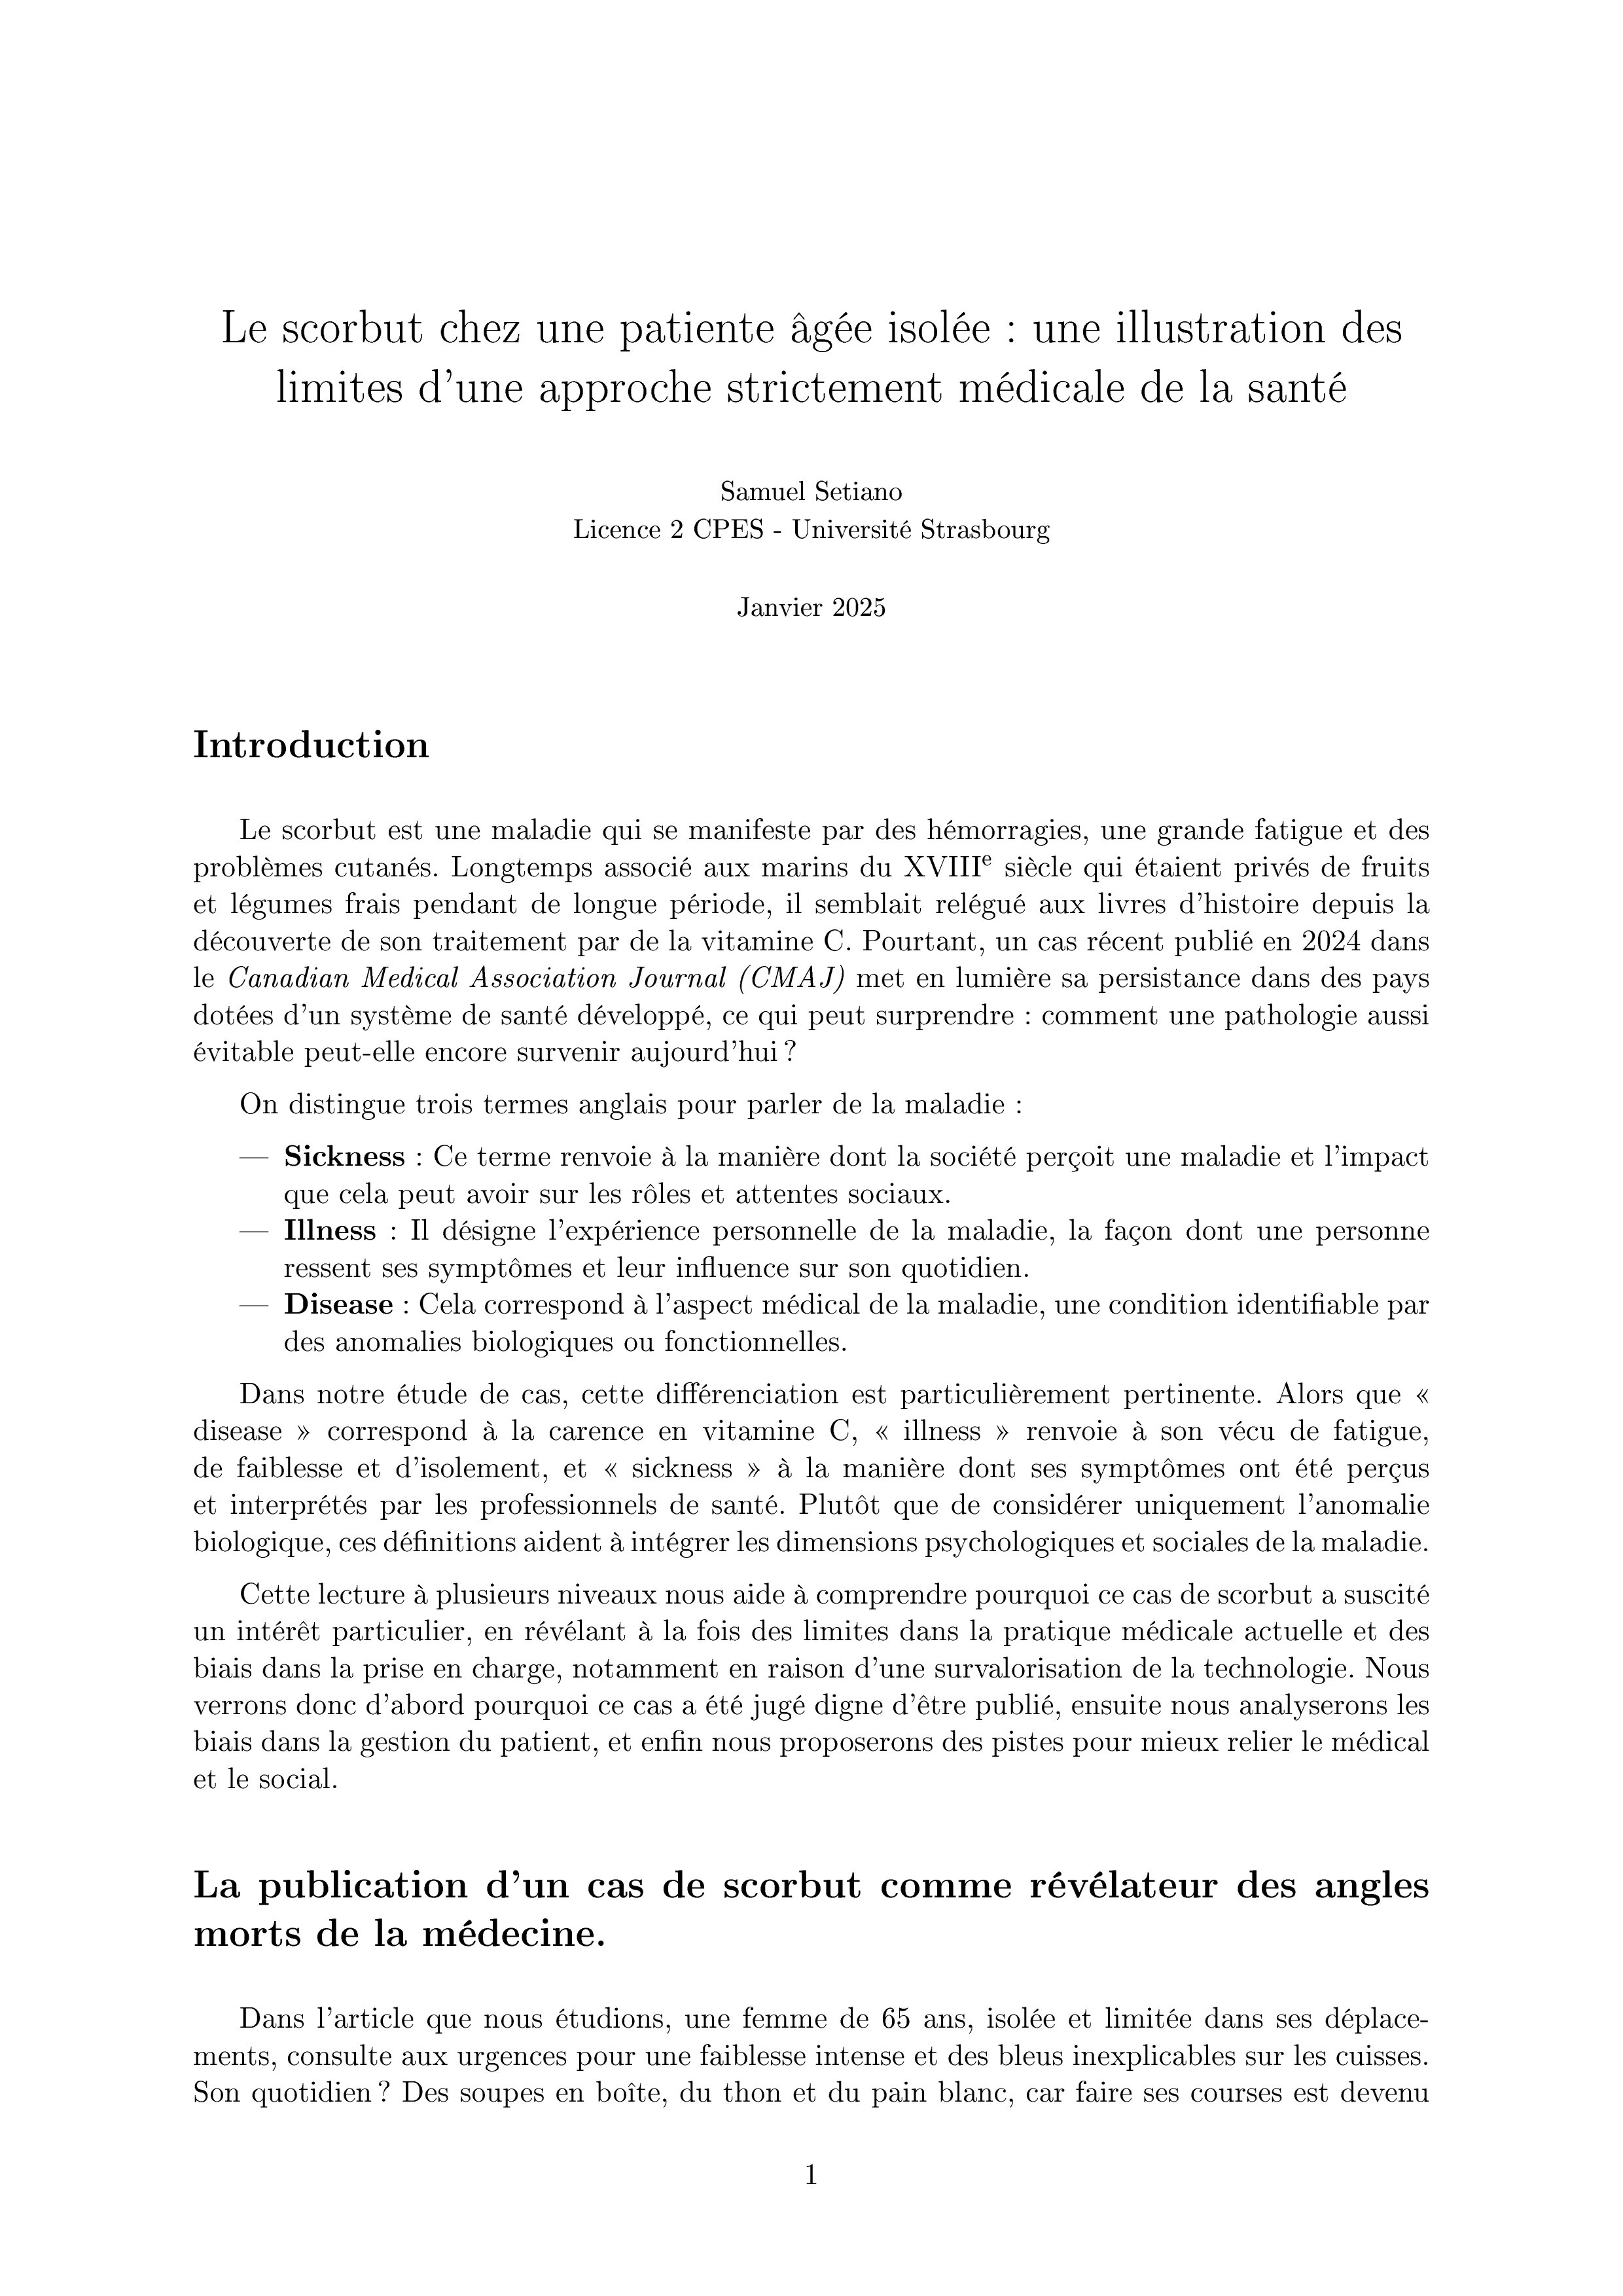 Le scorbut chez une patiente âgée isolée : une illustration des
limites d'une approche strictement médicale de la santé
Samuel Setiano
Licence 2 CPES - Université Strasbourg
Janvier 2025
Introduction
Le scorbut est une maladie qui se manifeste par des hémorragies, une grande fatigue et des
problèmes cutanés. Longtemps associé aux marins du XVIIIe siècle qui étaient privés de fruits
et légumes frais pendant de longue période, il semblait relégué aux livres d'histoire depuis la
découverte de son traitement par de la vitamine C. Pourtant, un cas récent publié en 2024 dans
le Canadian Medical Association Journal (CMAJ) met en lumière sa persistance dans des pays
dotées d'un système de santé développé, ce qui peut surprendre : comment une pathologie aussi
évitable peut-elle encore survenir aujourd'hui ?
On distingue trois termes anglais pour parler de la maladie :
— Sickness : Ce terme renvoie à la manière dont la société perçoit une maladie et l'impact
que cela peut avoir sur les rôles et attentes sociaux.
— Illness : Il désigne l'expérience personnelle de la maladie, la façon dont une personne
ressent ses symptômes et leur influence sur son quotidien.
— Disease : Cela correspond à l'aspect médical de la maladie, une condition identifiable par
des anomalies biologiques ou fonctionnelles.
Dans notre étude de cas, cette différenciation est particulièrement pertinente. Alors que «
disease » correspond à la carence en vitamine C, « illness » renvoie à son vécu de fatigue,
de faiblesse et d'isolement, et « sickness » à la manière dont ses symptômes ont été perçus
et interprétés par les professionnels de santé. Plutôt que de considérer uniquement l'anomalie
biologique, ces définitions aident à intégrer les dimensions psychologiques et sociales de la maladie.
Cette lecture à plusieurs niveaux nous aide à comprendre pourquoi ce cas de scorbut a suscité
un intérêt particulier, en révélant à la fois des limites dans la pratique médicale actuelle et des
biais dans la prise en charge, notamment en raison d'une survalorisation de la technologie. Nous
verrons donc d'abord pourquoi ce cas a été jugé digne d'être publié, ensuite nous analyserons les
biais dans la gestion du patient, et enfin nous proposerons des pistes pour mieux relier le médical
et le social.
La publication d'un cas de scorbut comme révélateur des angles
morts de la médecine.
Dans l'article que nous étudions, une femme de 65 ans, isolée et limitée dans ses déplace-
ments, consulte aux urgences pour une faiblesse intense et des bleus inexplicables sur les cuisses.
Son quotidien ? Des soupes en boîte, du thon et du pain blanc, car faire ses courses est devenu
1